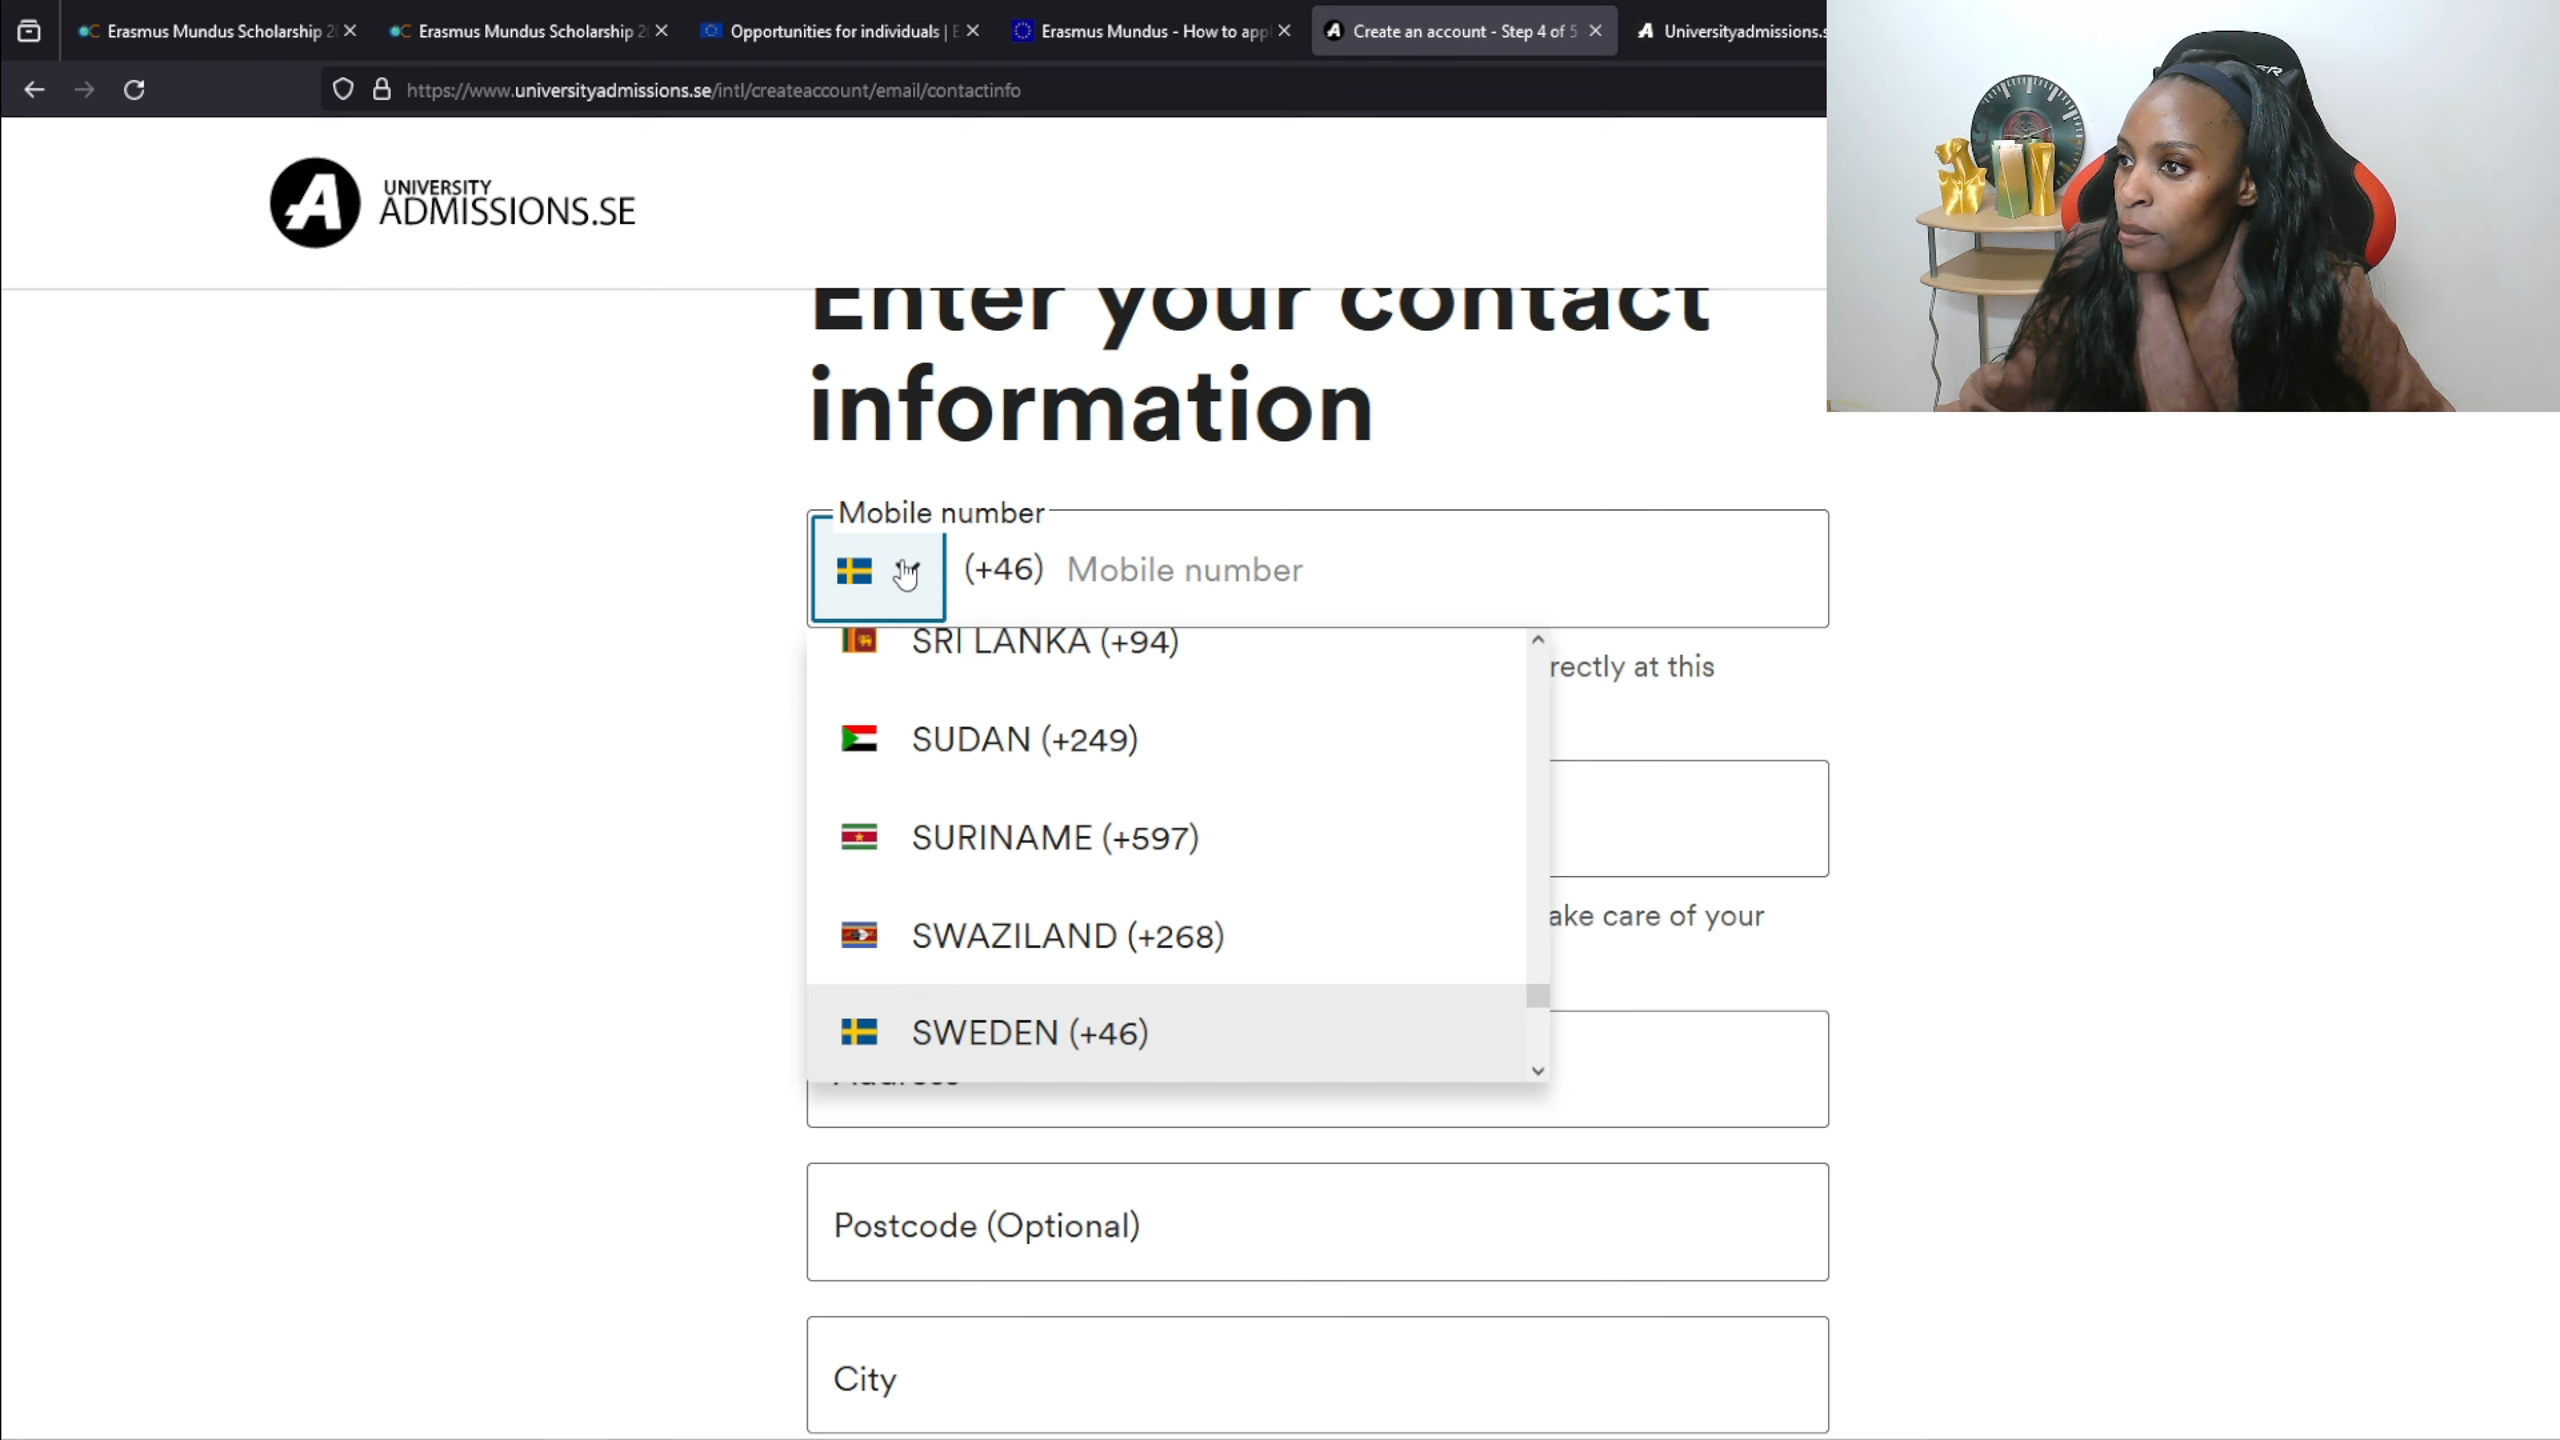 Erasmus Mundus Scholarship 2
Erasmus Mundus Scholarship 2
Opportunities for individuals | E
Erasmus Mundus - How to appl
Create an account - Step 4 of 5
Universityadmissions.s
https://www.universityadmissions.se/intl/createaccount/email/contactinfo
A UNIVERSITY
ADMISSIONS.SE
Enter your contact
information
Mobile number
(+46) Mobile number
SRI LANKA (+94)
rectly at this
SUDAN (+249)
SURINAME (+597)
SWAZILAND (+268)
ake care of your
SWEDEN (+46)
Address
Postcode (Optional)
City